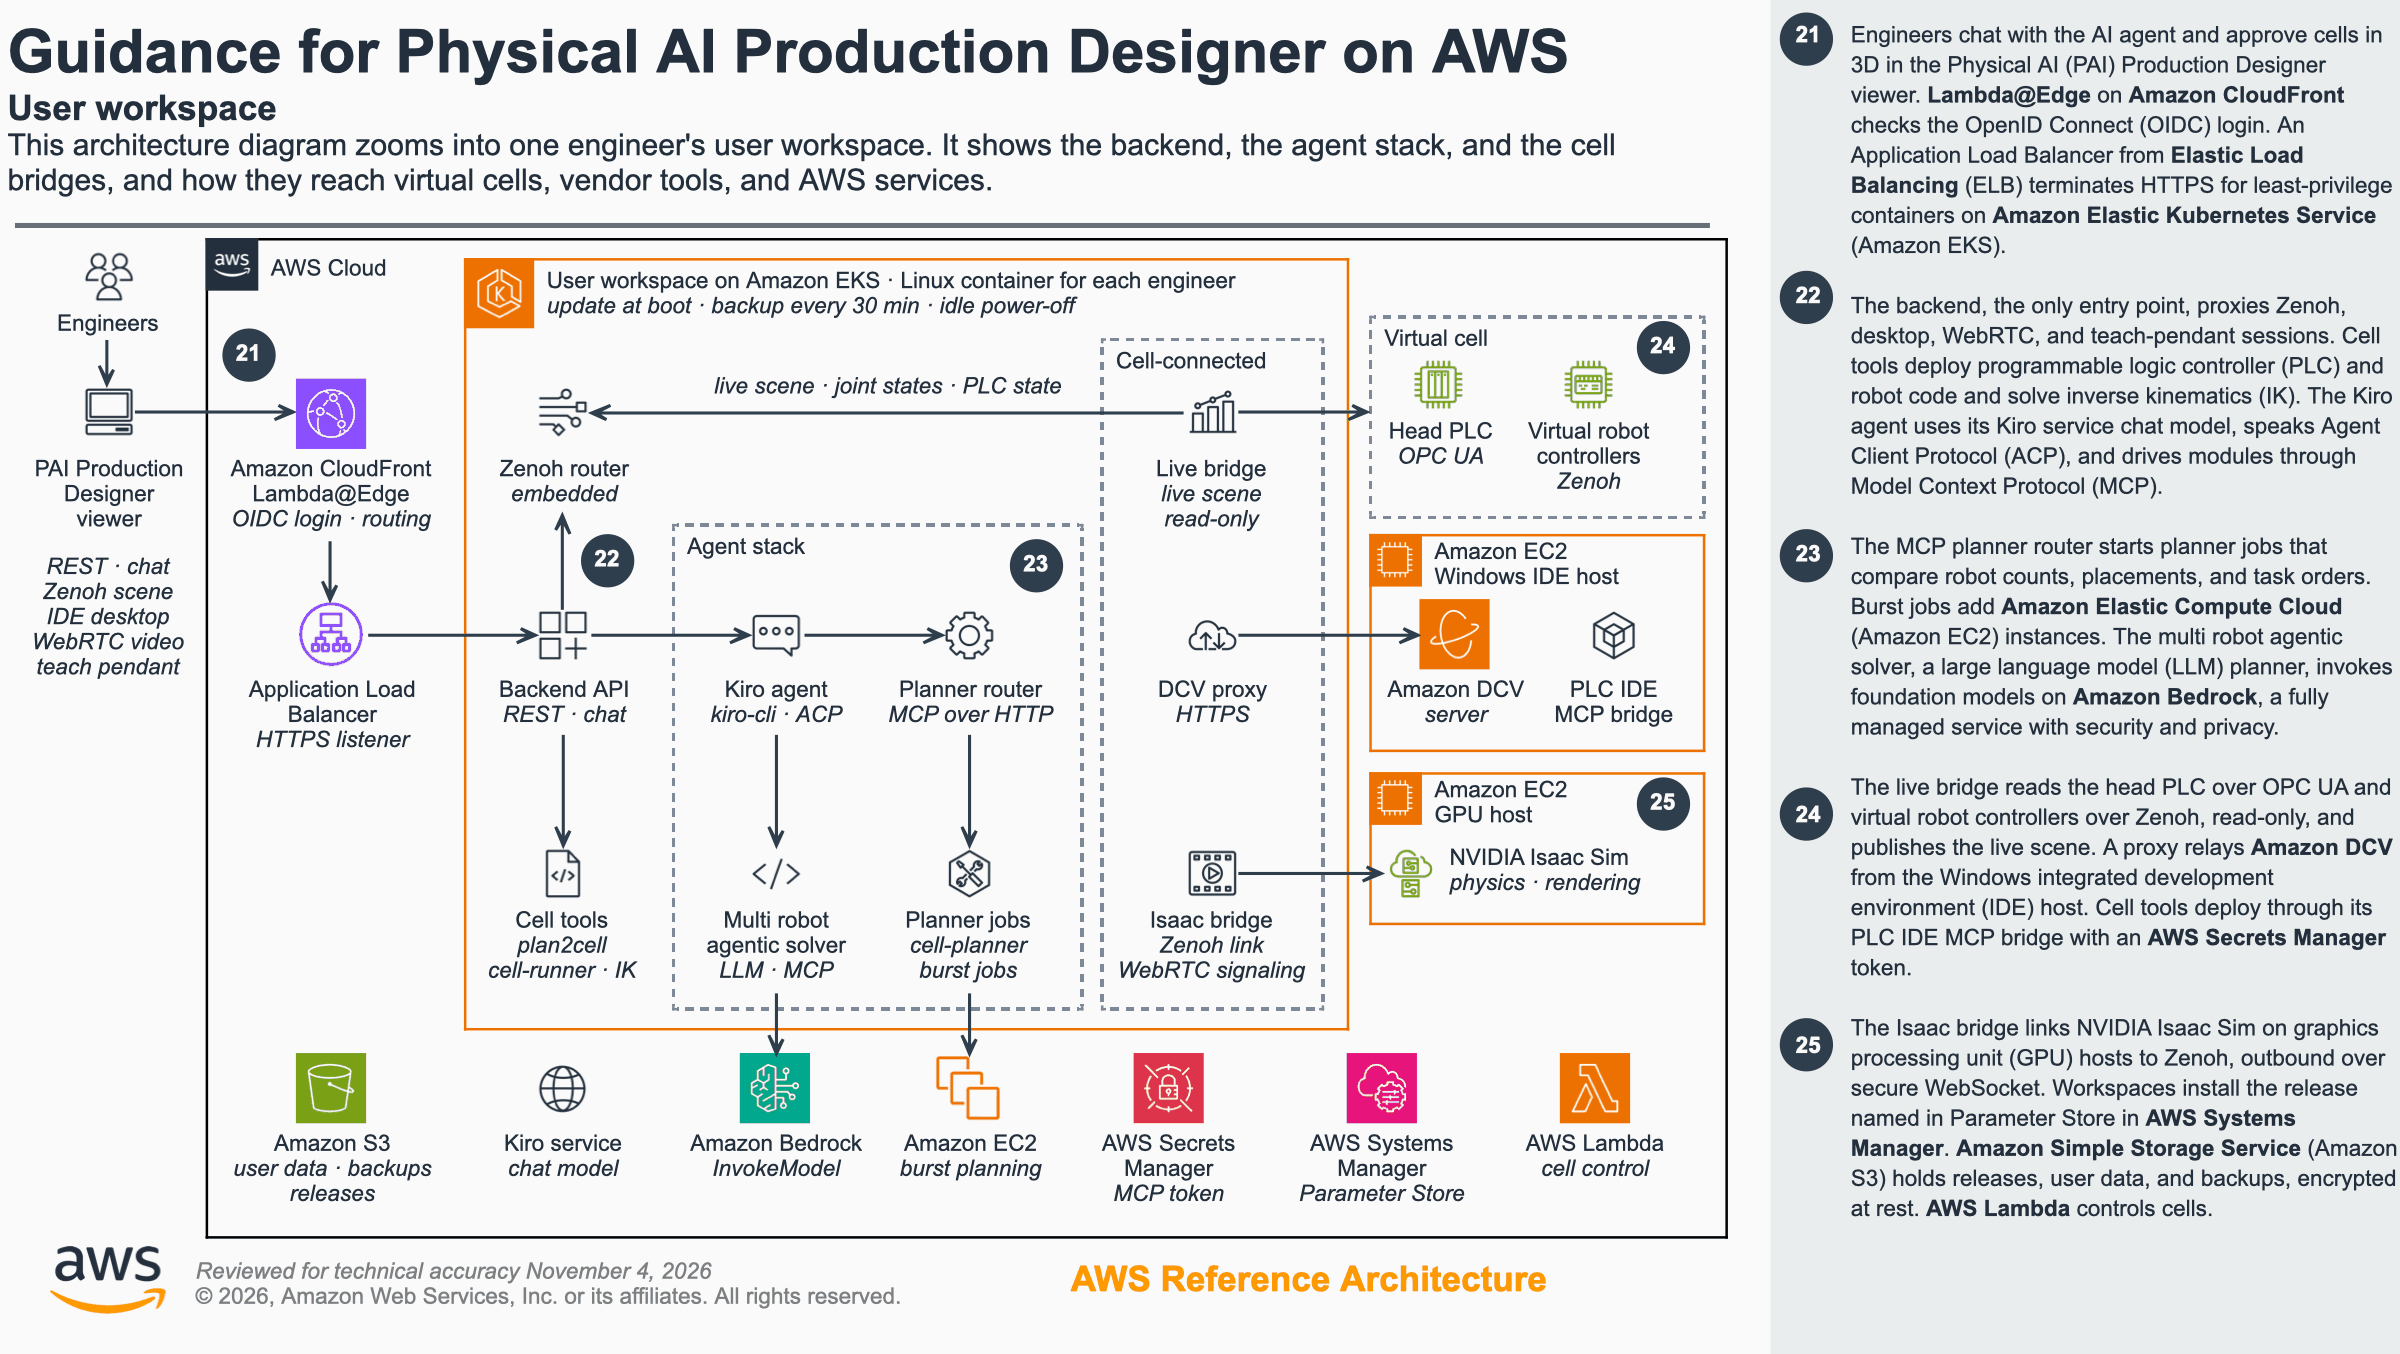 Guidance for Physical AI Production Designer on AWS
User workspace
This architecture diagram zooms into one engineer's user workspace. It shows the backend, the agent stack, and the cell
bridges, and how they reach virtual cells, vendor tools, and AWS services.
Engineers
PAI Production
Designer
viewer
REST · chat
Zenoh scene
IDE desktop
WebRTC video
teach pendant
aws
AWS Cloud
21
Amazon CloudFront
Lambda@Edge
OIDC login · routing
Application Load
Balancer
HTTPS listener
User workspace on Amazon EKS · Linux container for each engineer
update at boot · backup every 30 min · idle power-off
live scene · joint states · PLC state
Zenoh router
embedded
22
Backend API
REST · chat
Cell tools
plan2cell
cell-runner · IK
Agent stack
23
Kiro agent
kiro-cli · ACP
Planner router
MCP over HTTP
Multi robot
agentic solver
LLM · MCP
Planner jobs
cell-planner
burst jobs
Cell-connected
Live bridge
live scene
read-only
DCV proxy
HTTPS
Isaac bridge
Zenoh link
WebRTC signaling
Virtual cell
24
Head PLC
OPC UA
Virtual robot
controllers
Zenoh
Amazon EC2
Windows IDE host
Amazon DCV
server
PLC IDE
MCP bridge
Amazon EC2
GPU host
25
NVIDIA Isaac Sim
physics · rendering
Amazon S3
user data · backups
releases
Kiro service
chat model
Amazon Bedrock
InvokeModel
Amazon EC2
burst planning
AWS Secrets
Manager
MCP token
AWS Systems
Manager
Parameter Store
AWS Lambda
cell control
aws
Reviewed for technical accuracy November 4, 2026
© 2026, Amazon Web Services, Inc. or its affiliates. All rights reserved.
AWS Reference Architecture
21
Engineers chat with the AI agent and approve cells in
3D in the Physical AI (PAI) Production Designer
viewer. Lambda@Edge on Amazon CloudFront
checks the OpenID Connect (OIDC) login. An
Application Load Balancer from Elastic Load
Balancing (ELB) terminates HTTPS for least-privilege
containers on Amazon Elastic Kubernetes Service
(Amazon EKS).
22
The backend, the only entry point, proxies Zenoh,
desktop, WebRTC, and teach-pendant sessions. Cell
tools deploy programmable logic controller (PLC) and
robot code and solve inverse kinematics (IK). The Kiro
agent uses its Kiro service chat model, speaks Agent
Client Protocol (ACP), and drives modules through
Model Context Protocol (MCP).
23
The MCP planner router starts planner jobs that
compare robot counts, placements, and task orders.
Burst jobs add Amazon Elastic Compute Cloud
(Amazon EC2) instances. The multi robot agentic
solver, a large language model (LLM) planner, invokes
foundation models on Amazon Bedrock, a fully
managed service with security and privacy.
24
The live bridge reads the head PLC over OPC UA and
virtual robot controllers over Zenoh, read-only, and
publishes the live scene. A proxy relays Amazon DCV
from the Windows integrated development
environment (IDE) host. Cell tools deploy through its
PLC IDE MCP bridge with an AWS Secrets Manager
token.
25
The Isaac bridge links NVIDIA Isaac Sim on graphics
processing unit (GPU) hosts to Zenoh, outbound over
secure WebSocket. Workspaces install the release
named in Parameter Store in AWS Systems
Manager. Amazon Simple Storage Service (Amazon
S3) holds releases, user data, and backups, encrypted
at rest. AWS Lambda controls cells.